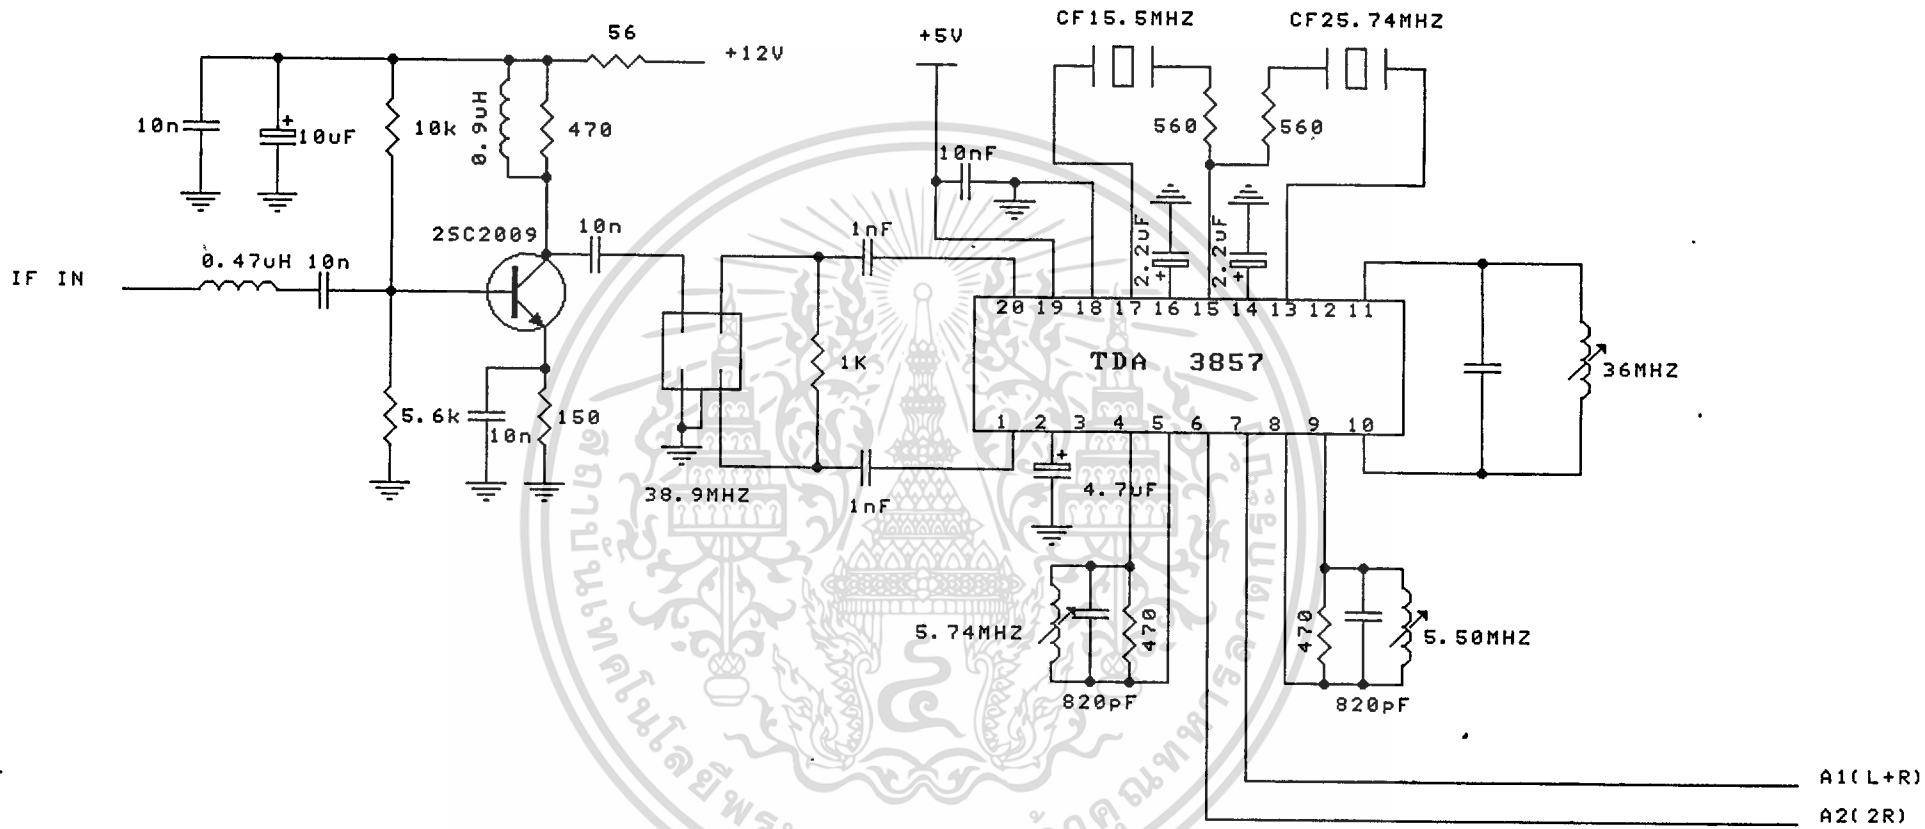 CF15.5MHZ
CF25.74MHZ
56
+12V
+5V
10n
10uF
10k
0.9uH
470
560
560
10nF
2SC2009
10n
1nF
2.2uF
2.2uF
IF IN
0.47uH 10n
20 19 18 17 16 15 14 13 12 11
TDA 3857
1K
36MHZ
5.6k
10n
150
1 2 3 4 5 6 7 8 9 10
38.9MHZ
1nF
4.7uF
5.74MHZ
470
470
5.50MHZ
820pF
820pF
A1(L+R)
A2(2R)